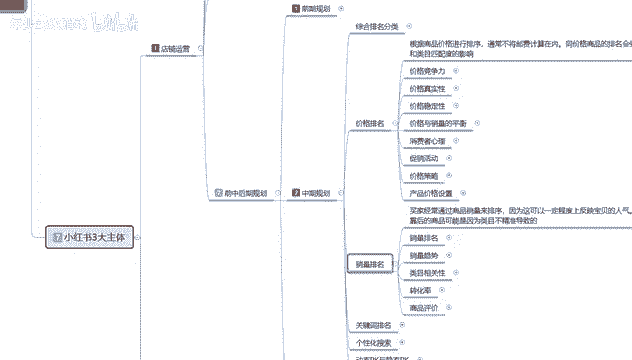 1 前期规划
综合排名分类
1 店铺运营
根据商品价格进行排序，通常不将邮费计算在内。同价格商品的排名会
和类目匹配度的影响
价格竞争力
价格真实性
价格稳定性
价格排名
价格与销量的平衡
消费者心理
促销活动
价格策略
产品价格设置
7 前中后期规划
2 中期规划
买家经常通过商品销量来排序，因为这可以一定程度上反映宝贝的人气。
靠后的商品可能是因为类目不精准导致的
7 小红书3大主体
销量排名
销量排名
销量趋势
类目相关性
转化率
商品评价
关键词排名
个性化搜索